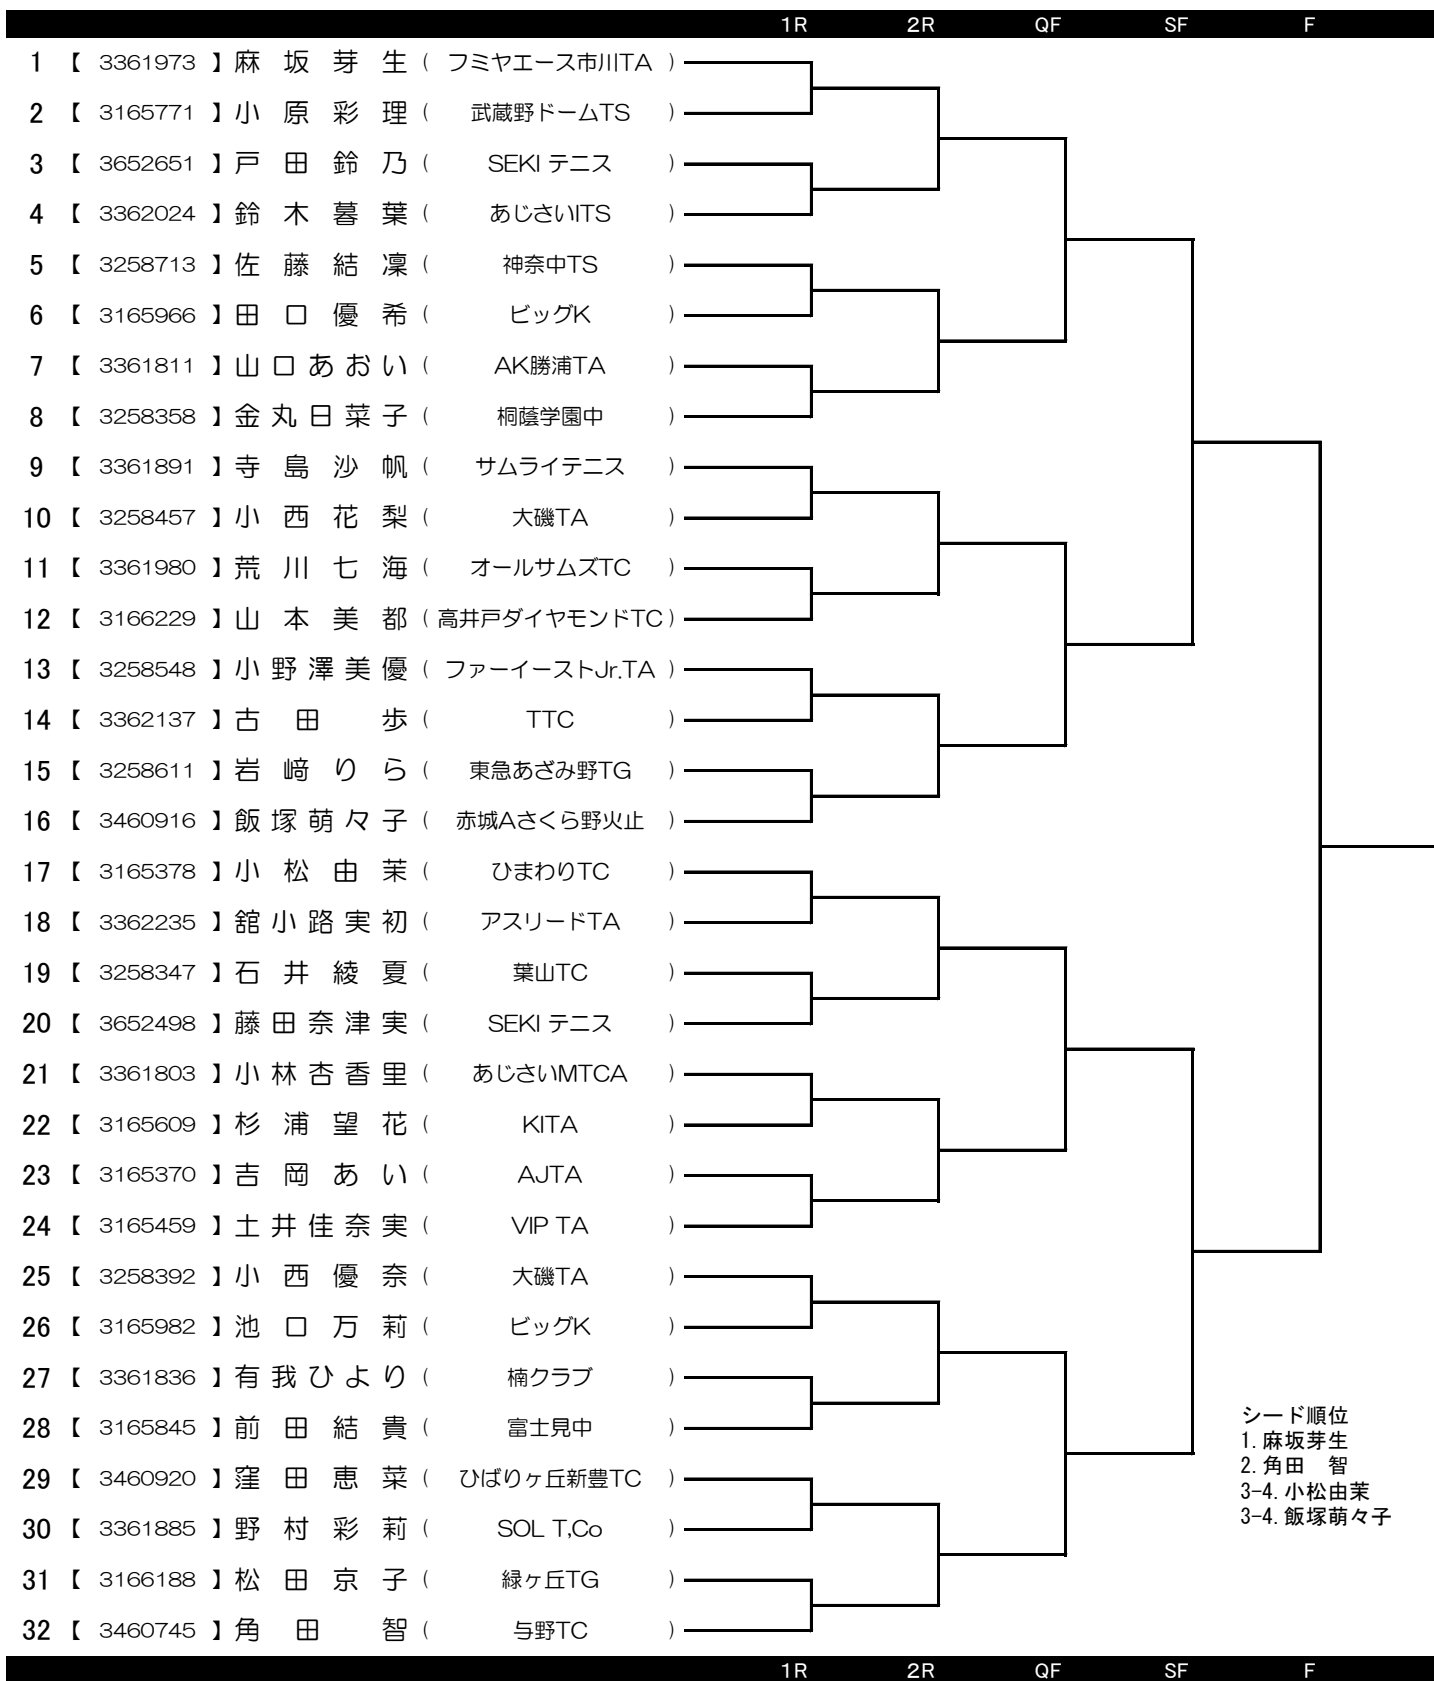 1R 2R QF SF F
1 【 3361973 】 麻坂芽生 ( フミヤエース市川TA )
2 【 3165771 】 小原彩理 ( 武蔵野ドームTS )
3 【 3652651 】 戸田鈴乃 ( SEKI テニス )
4 【 3362024 】 鈴木暮葉 ( あじさいITS )
5 【 3258713 】 佐藤結凜 ( 神奈中TS )
6 【 3165966 】 田口優希 ( ビッグK )
7 【 3361811 】 山口あおい ( AK勝浦TA )
8 【 3258358 】 金丸日菜子 ( 桐蔭学園中 )
9 【 3361891 】 寺島沙帆 ( サムライテニス )
10 【 3258457 】 小西花梨 ( 大磯TA )
11 【 3361980 】 荒川七海 ( オールサムズTC )
12 【 3166229 】 山本美都 ( 高井戸ダイヤモンドTC )
13 【 3258548 】 小野澤美優 ( ファーイーストJr.TA )
14 【 3362137 】 古田歩 ( TTC )
15 【 3258611 】 岩﨑りら ( 東急あざみ野TG )
16 【 3460916 】 飯塚萌々子 ( 赤城Aさくら野火止 )
17 【 3165378 】 小松由茉 ( ひまわりTC )
18 【 3362235 】 舘小路実初 ( アスリードTA )
19 【 3258347 】 石井綾夏 ( 葉山TC )
20 【 3652498 】 藤田奈津実 ( SEKI テニス )
21 【 3361803 】 小林杏香里 ( あじさいMTCA )
22 【 3165609 】 杉浦望花 ( KITA )
23 【 3165370 】 吉岡あい ( AJTA )
24 【 3165459 】 土井佳奈実 ( VIP TA )
25 【 3258392 】 小西優奈 ( 大磯TA )
26 【 3165982 】 池口万莉 ( ビッグK )
27 【 3361836 】 有我ひより ( 楠クラブ )
28 【 3165845 】 前田結貴 ( 富士見中 )
29 【 3460920 】 窪田恵菜 ( ひばりヶ丘新豊TC )
30 【 3361885 】 野村彩莉 ( SOL T,Co )
31 【 3166188 】 松田京子 ( 緑ヶ丘TG )
32 【 3460745 】 角田智 ( 与野TC )
シード順位
1. 麻坂芽生
2. 角田　智
3-4. 小松由茉
3-4. 飯塚萌々子
1R 2R QF SF F